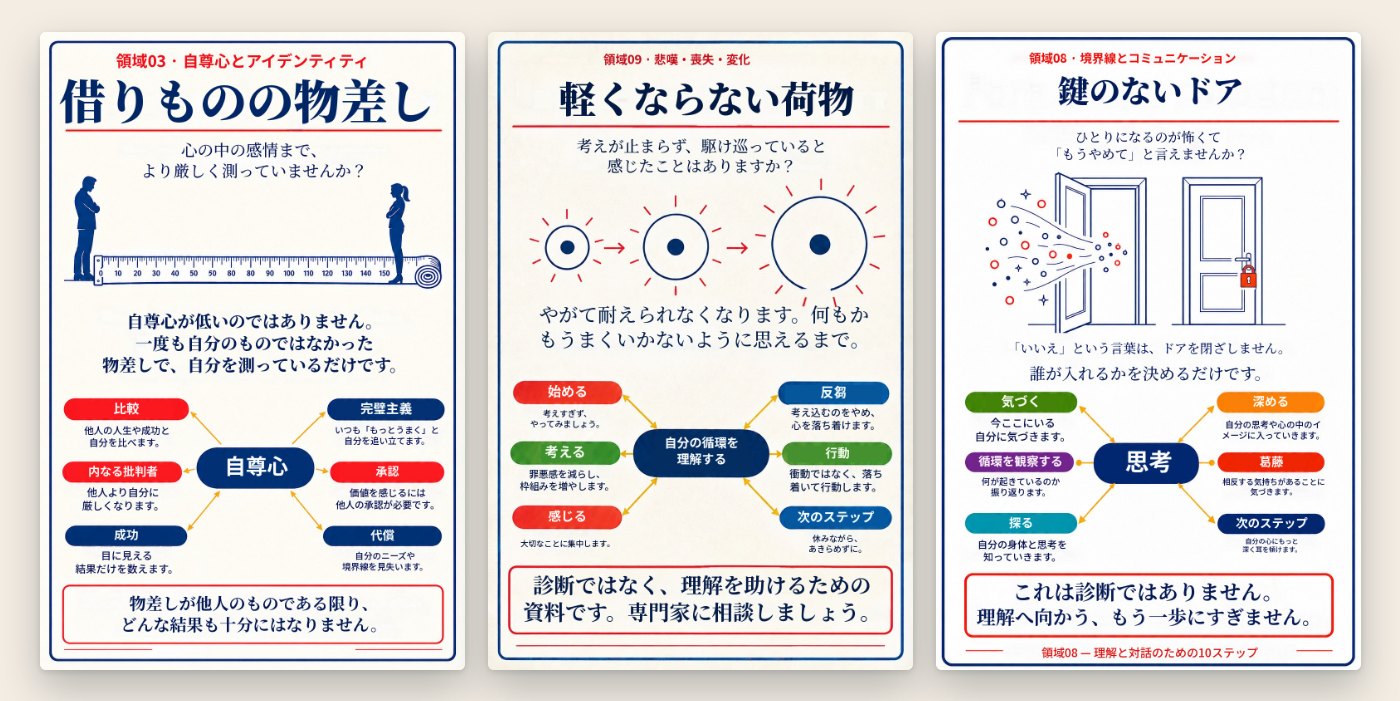 領域03・自尊心とアイデンティティ
借りものの物差し
心の中の感情まで、
より厳しく測っていませんか？
0 10 20 30 40 50 60 70 80 90 100 110 120 130 140 150
自尊心が低いのではありません。
一度も自分のものではなかった
物差しで、自分を測っているだけです。
比較
他人の人生や成功と
自分を比べます。
完璧主義
いつも「もっとうまく」と
自分を追い立てます。
自尊心
内なる批判者
他人より自分に
厳しくなります。
承認
価値を感じるには
他人の承認が必要です。
成功
目に見える
結果だけを数えます。
代償
自分のニーズや
境界線を見失います。
物差しが他人のものである限り、
どんな結果も十分にはなりません。
領域09・悲嘆・喪失・変化
軽くならない荷物
考えが止まらず、駆け巡っていると
感じたことはありますか？
やがて耐えられなくなります。何もか
もうまくいかないように思えるまで。
始める
考えすぎず、
やってみましょう。
反芻
考え込むのをやめ、
心を落ち着けます。
自分の循環を
理解する
考える
罪悪感を減らし、
枠組みを増やします。
行動
衝動ではなく、落ち
着いて行動します。
感じる
大切なことに集中します。
次のステップ
休みながら、
あきらめずに。
診断ではなく、理解を助けるための
資料です。専門家に相談しましょう。
領域08・境界線とコミュニケーション
鍵のないドア
ひとりになるのが怖くて
「もうやめて」と言えませんか？
「いいえ」という言葉は、ドアを閉ざしません。
誰が入れるかを決めるだけです。
気づく
今ここにいる
自分に気づきます。
深める
自分の思考や心の中のイ
メージに入っていきます。
思考
循環を観察する
何が起きているのか
振り返ります。
葛藤
相反する気持ちがあることに
気づきます。
探る
自分の身体と思考を
知っていきます。
次のステップ
自分の心にもっと
深く耳を傾けます。
これは診断ではありません。
理解へ向かう、もう一歩にすぎません。
領域08 — 理解と対話のための10ステップ